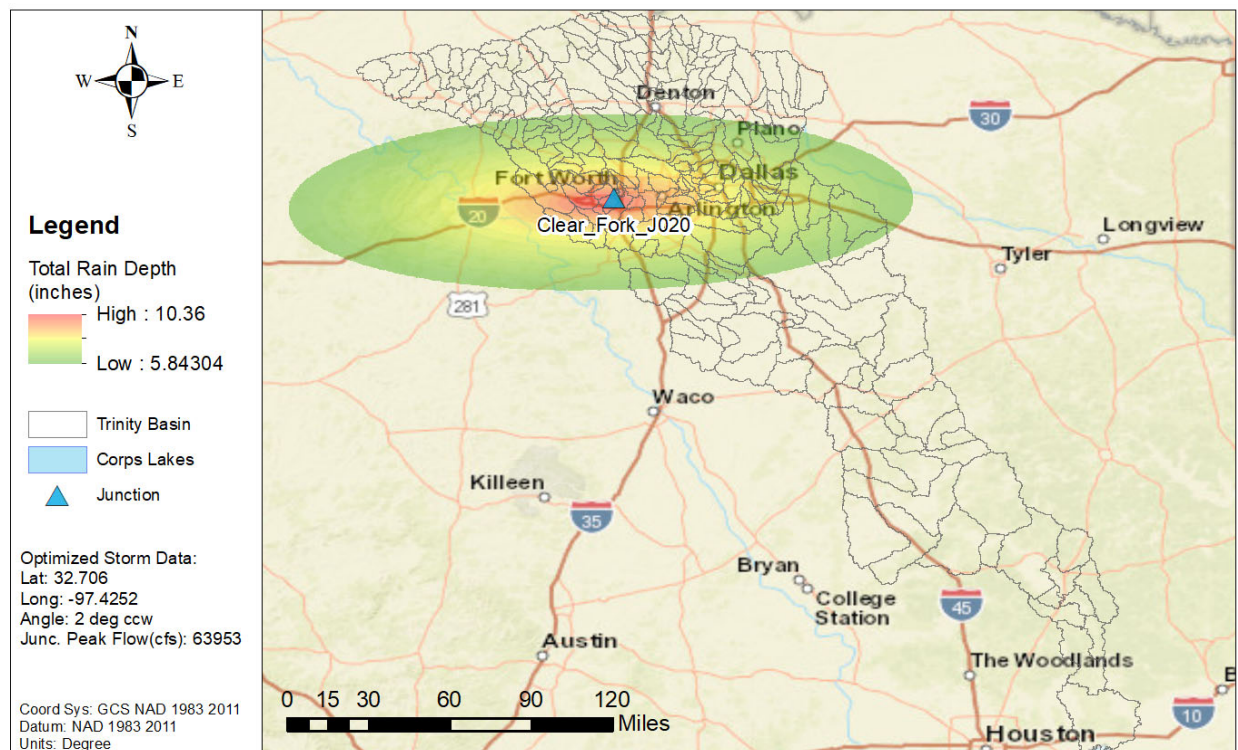 N
W
E
S
Legend
Total Rain Depth
(inches)
High : 10.36
Low : 5.84304
Trinity Basin
Corps Lakes
Junction
Optimized Storm Data:
Lat: 32.706
Long: -97.4252
Angle: 2 deg ccw
Junc. Peak Flow(cfs): 63953
Coord Sys: GCS NAD 1983 2011
Datum: NAD 1983 2011
Units: Degree
Denton
30
Plano
Dallas
Fort Worth
20
Arlington
Clear_Fork_J020
Longview
Tyler
281
Waco
Killeen
35
Bryan
College
Station
45
Austin
The Woodlands
B
10
Houston
0 15 30 60 90 120
Miles